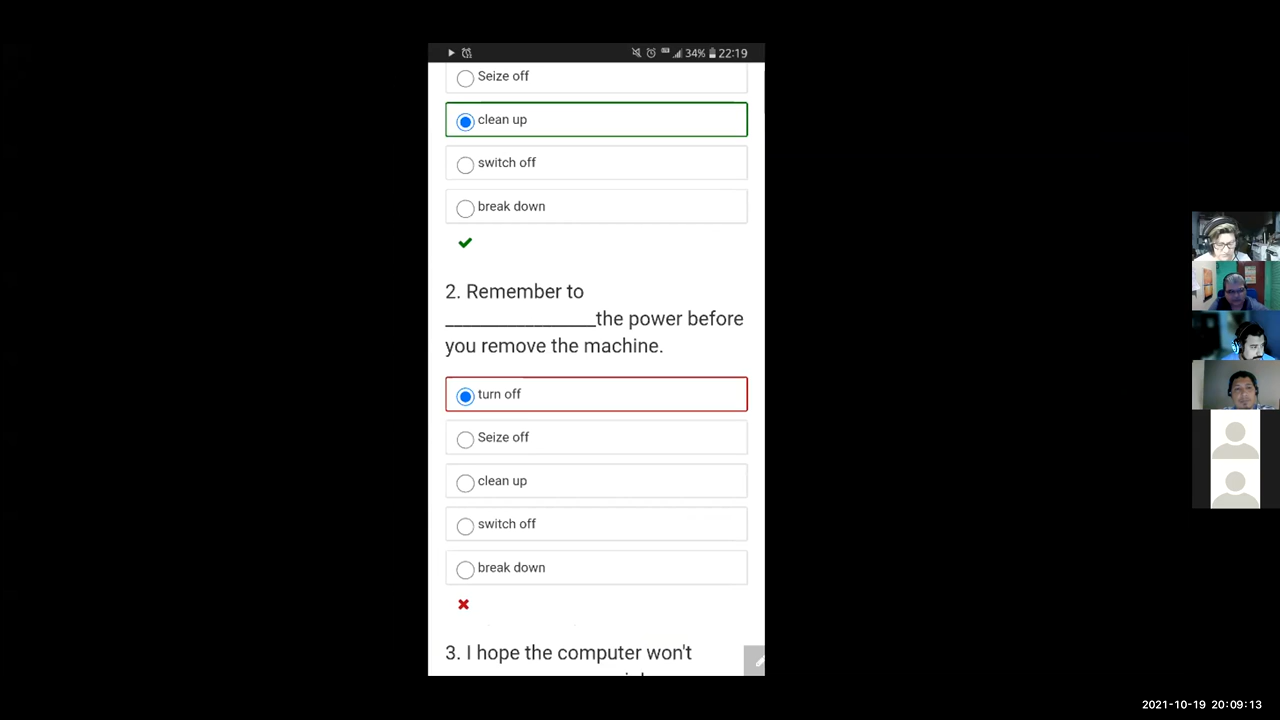 34% 22:19
Seize off
clean up
switch off
break down
2. Remember to
________________the power before
you remove the machine.
turn off
Seize off
clean up
switch off
break down
3. I hope the computer won't
2021-10-19 20:09:13